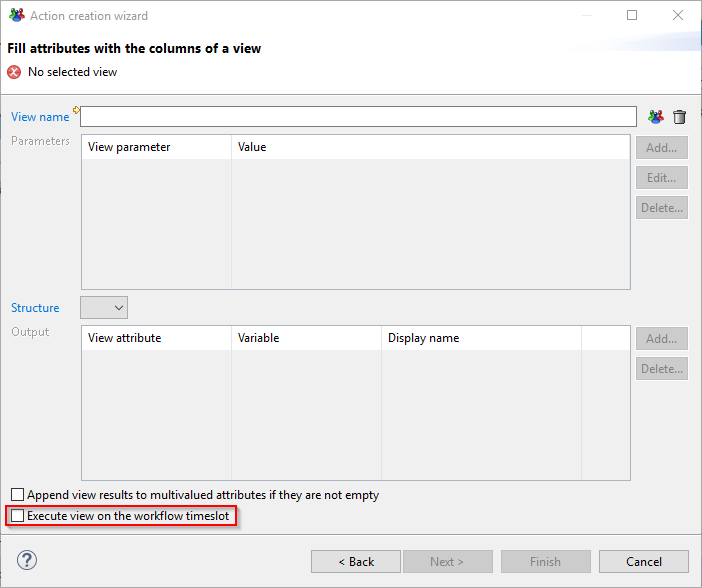 Action creation wizard
Fill attributes with the columns of a view
No selected view
View name
Parameters
View parameter Value
Add...
Edit...
Delete...
Structure
Output
View attribute Variable Display name
Add...
Delete...
Append view results to multivalued attributes if they are not empty
Execute view on the workflow timeslot
? < Back Next > Finish Cancel